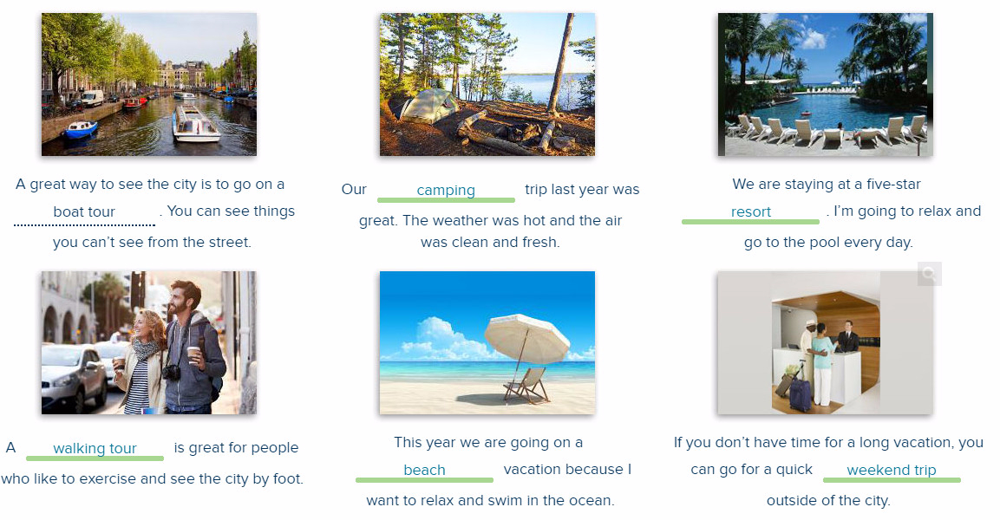 A great way to see the city is to go on a
boat tour . You can see things
you can’t see from the street.
Our camping trip last year was
great. The weather was hot and the air
was clean and fresh.
We are staying at a five-star
resort . I’m going to relax and
go to the pool every day.
A walking tour is great for people
who like to exercise and see the city by foot.
This year we are going on a
beach vacation because I
want to relax and swim in the ocean.
If you don’t have time for a long vacation, you
can go for a quick weekend trip
outside of the city.